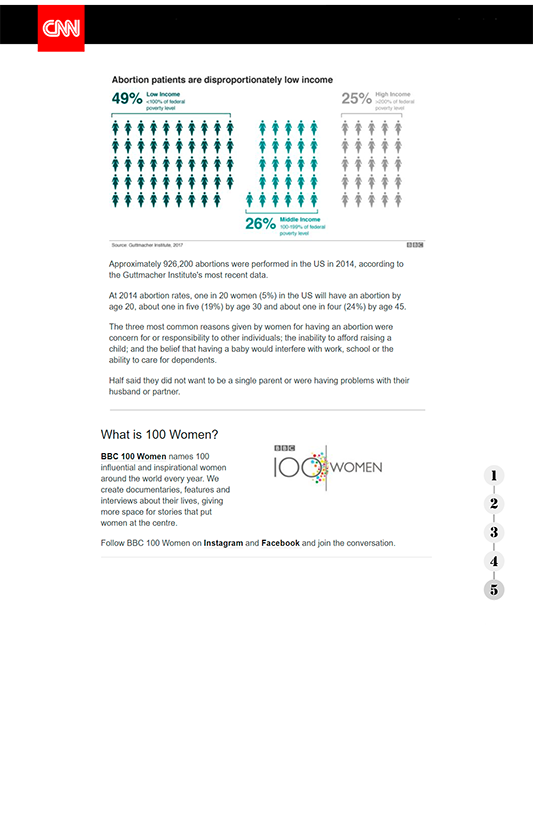 CNN
Abortion patients are disproportionately low income
49% Low Income
<100% of federal
poverty level
25% High Income
>200% of federal
poverty level
26% Middle Income
100-199% of federal
poverty level
Source: Guttmacher Institute, 2017
BBC
Approximately 926,200 abortions were performed in the US in 2014, according to
the Guttmacher Institute's most recent data.
At 2014 abortion rates, one in 20 women (5%) in the US will have an abortion by
age 20, about one in five (19%) by age 30 and about one in four (24%) by age 45.
The three most common reasons given by women for having an abortion were
concern for or responsibility to other individuals; the inability to afford raising a
child; and the belief that having a baby would interfere with work, school or the
ability to care for dependents.
Half said they did not want to be a single parent or were having problems with their
husband or partner.
What is 100 Women?
BBC 100 Women names 100
influential and inspirational women
around the world every year. We
create documentaries, features and
interviews about their lives, giving
more space for stories that put
women at the centre.
BBC
100 WOMEN
Follow BBC 100 Women on Instagram and Facebook and join the conversation.
1
2
3
4
5